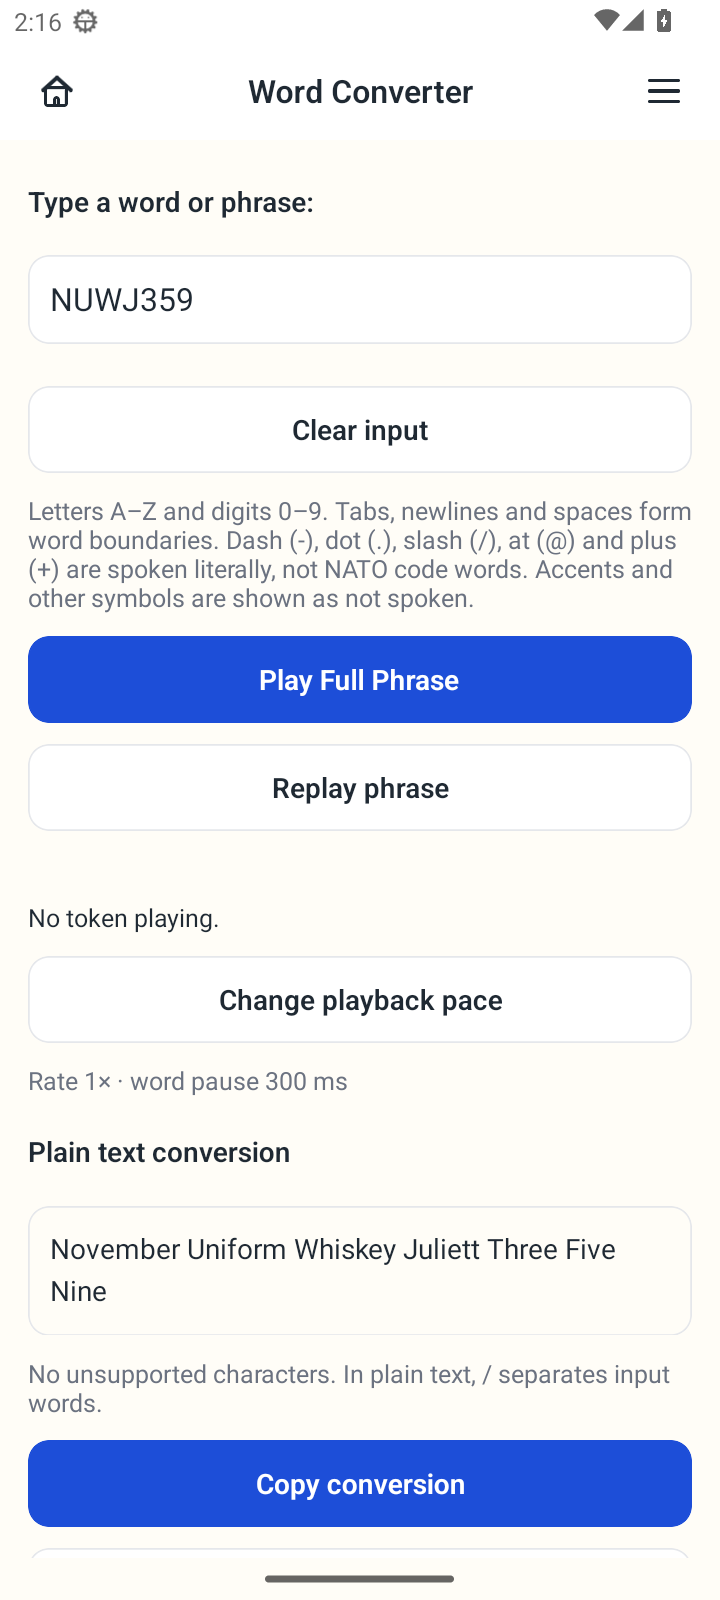 2:16
Word Converter
Type a word or phrase:
NUWJ359
Clear input
Letters A–Z and digits 0–9. Tabs, newlines and spaces form
word boundaries. Dash (-), dot (.), slash (/), at (@) and plus
(+) are spoken literally, not NATO code words. Accents and
other symbols are shown as not spoken.
Play Full Phrase
Replay phrase
No token playing.
Change playback pace
Rate 1× · word pause 300 ms
Plain text conversion
November Uniform Whiskey Juliett Three Five
Nine
No unsupported characters. In plain text, / separates input
words.
Copy conversion